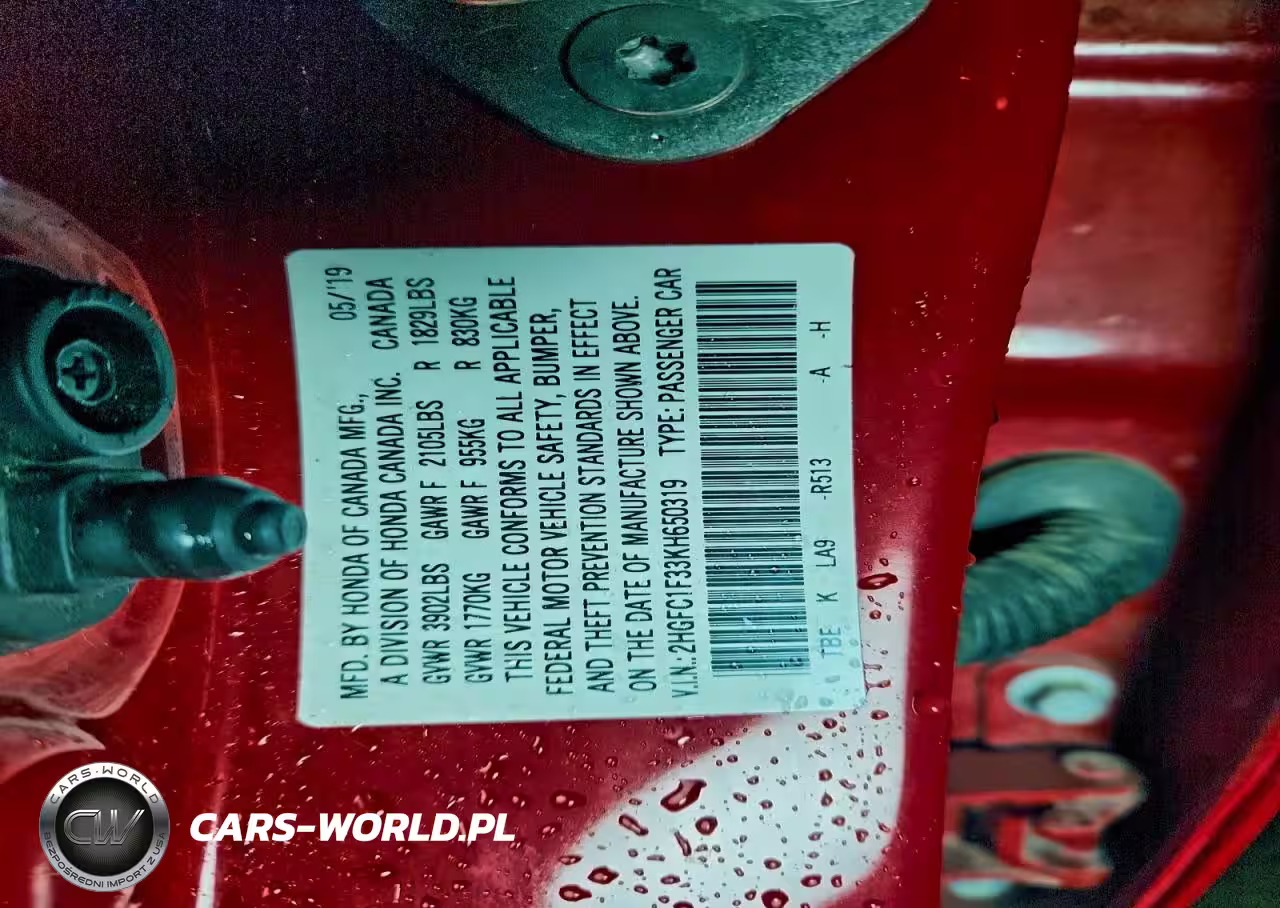 MFD. BY HONDA OF CANADA MFG., 05/'19
A DIVISION OF HONDA CANADA INC. CANADA
GVWR 3902LBS GAWR F 2105LBS R 1829LBS
GVWR 1770KG GAWR F 955KG R 830KG
THIS VEHICLE CONFORMS TO ALL APPLICABLE
FEDERAL MOTOR VEHICLE SAFETY, BUMPER,
AND THEFT PREVENTION STANDARDS IN EFFECT
ON THE DATE OF MANUFACTURE SHOWN ABOVE.
V.I.N.: 2HGFC1F33KH650319 TYPE: PASSENGER CAR
TBE K LA9 -R513 -A -H
CARS-WORLD
CW
BEZPOŚREDNI IMPORT Z USA
CARS-WORLD.PL